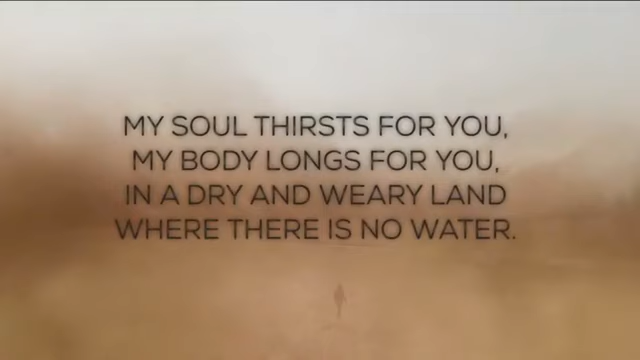 MY SOUL THIRSTS FOR YOU,
MY BODY LONGS FOR YOU,
IN A DRY AND WEARY LAND
WHERE THERE IS NO WATER.